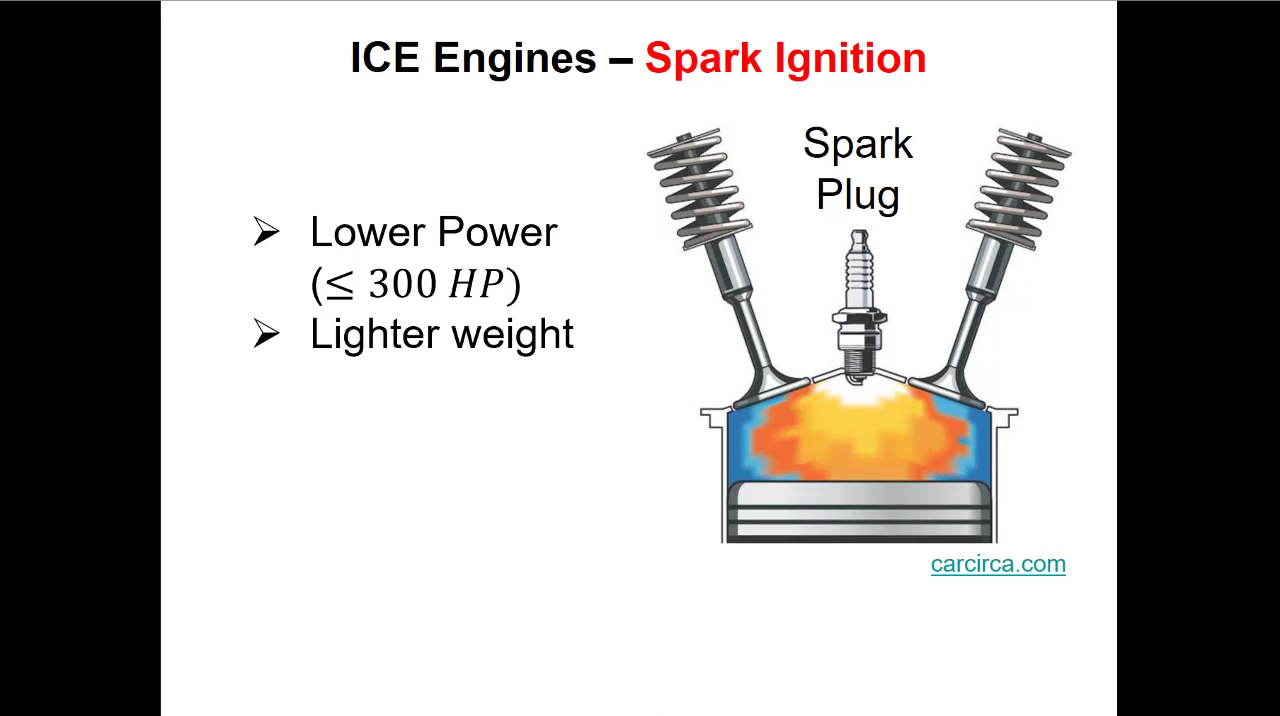 ICE Engines – Spark Ignition
Spark
Plug
➢ Lower Power
(≤ 300 HP)
➢ Lighter weight
carcirca.com